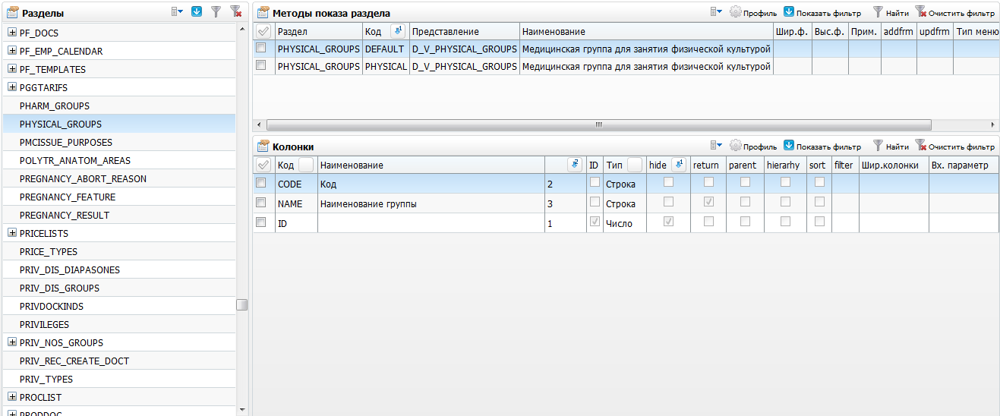 Разделы
PF_DOCS
PF_EMP_CALENDAR
PF_TEMPLATES
PGGTARIFS
PHARM_GROUPS
PHYSICAL_GROUPS
PMCISSUE_PURPOSES
POLYTR_ANATOM_AREAS
PREGNANCY_ABORT_REASON
PREGNANCY_FEATURE
PREGNANCY_RESULT
PRICELISTS
PRICE_TYPES
PRIV_DIS_DIAPASONES
PRIV_DIS_GROUPS
PRIVDOCKINDS
PRIVILEGES
PRIV_NOS_GROUPS
PRIV_REC_CREATE_DOCT
PRIV_TYPES
PROCLIST
PRODDOC
Методы показа раздела Профиль Показать фильтр Найти Очистить фильтр
Раздел Код 1 Представление Наименование Шир.ф. Выс.ф. Прим. addfrm updfrm Тип меню
PHYSICAL_GROUPS DEFAULT D_V_PHYSICAL_GROUPS Медицинская группа для занятия физической культурой
PHYSICAL_GROUPS PHYSICAL D_V_PHYSICAL_GROUPS Медицинская группа для занятия физической культурой
Колонки Профиль Показать фильтр Найти Очистить фильтр
Код Наименование 2 ID Тип hide 1 return parent hierarhy sort filter Шир.колонки Вх. параметр
CODE Код 2 Строка
NAME Наименование группы 3 Строка
ID 1 Число